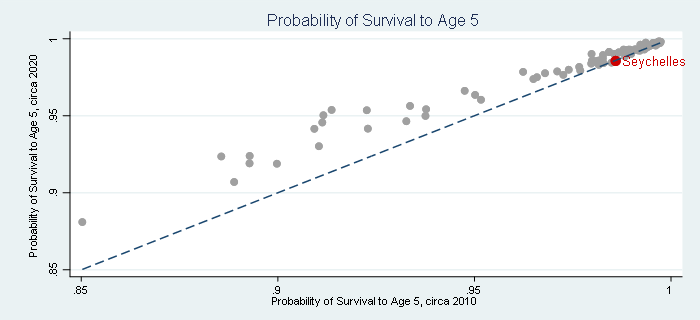 Probability of Survival to Age 5
Probability of Survival to Age 5, circa 2020
1
.95
.9
.85
Seychelles
.85
.9
.95
1
Probability of Survival to Age 5, circa 2010